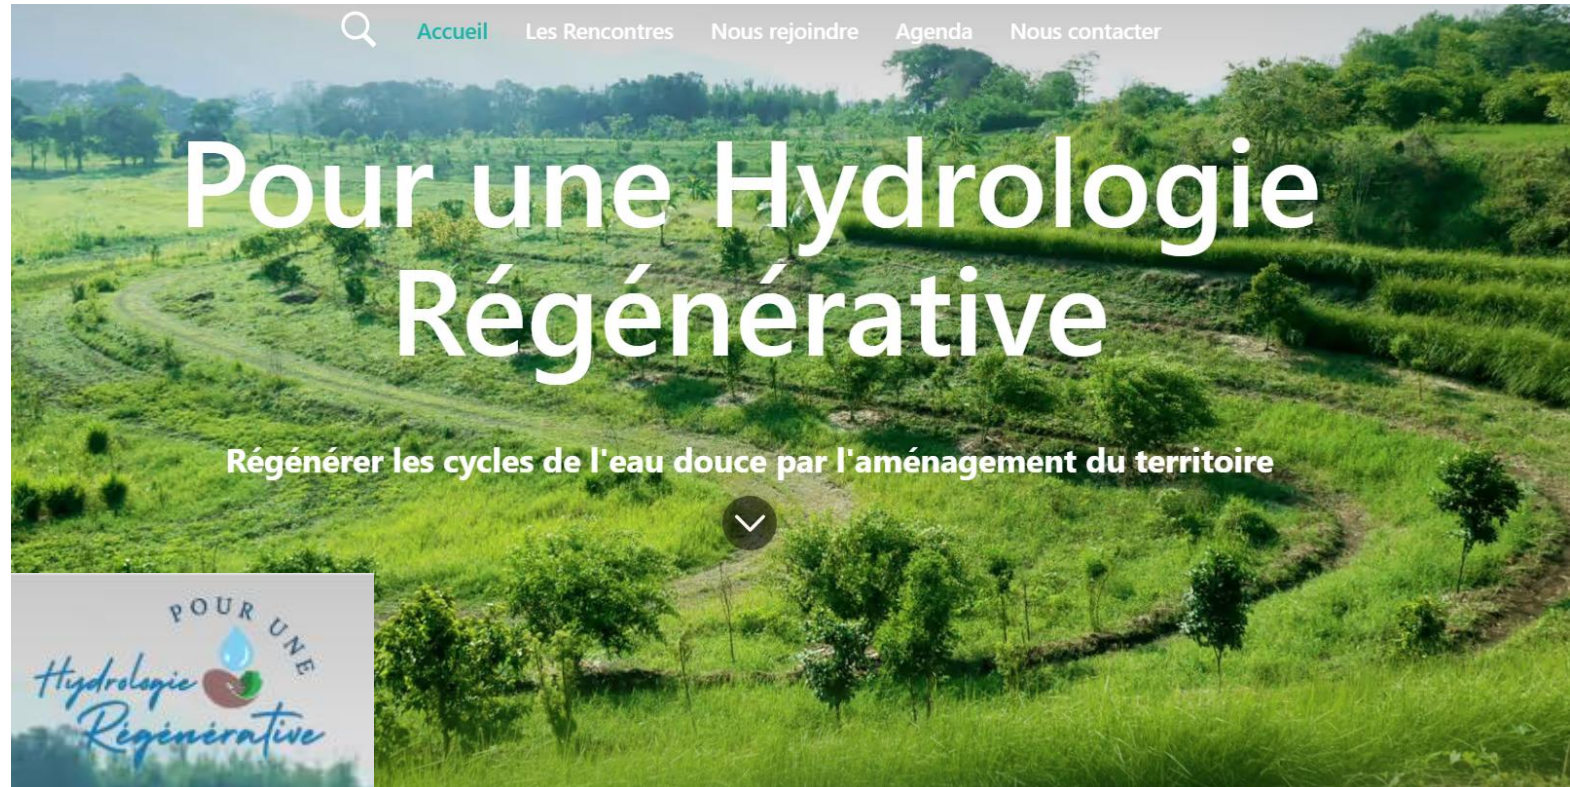 Accueil Les Rencontres Nous rejoindre Agenda Nous contacter
Pour une Hydrologie
Régénérative
Régénérer les cycles de l'eau douce par l'aménagement du territoire
POUR UNE
Hydrologie
Régénérative